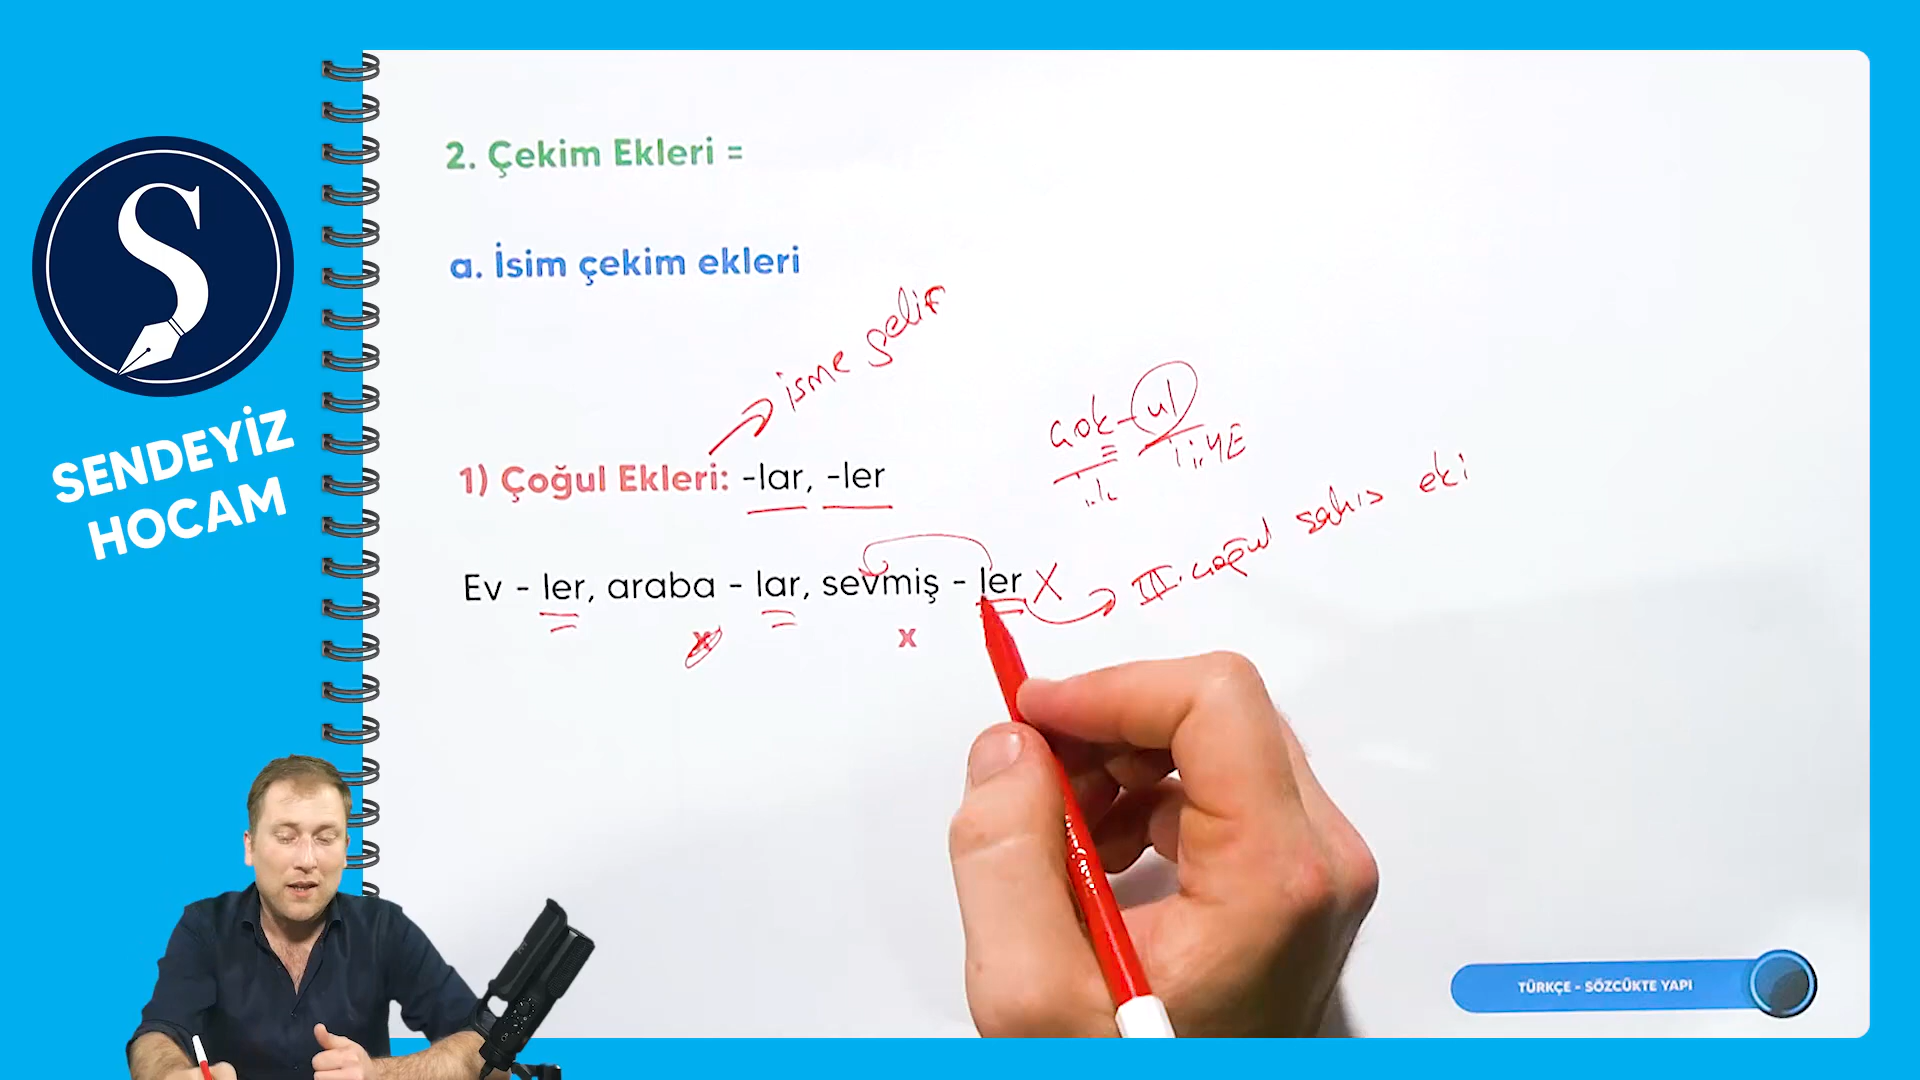 SENDEYİZ
HOCAM
2. Çekim Ekleri =
a. İsim çekim ekleri
isme gelir
1) Çoğul Ekleri: -lar, -ler
çok-ul
iyE
Ev - ler, araba - lar, sevmiş - ler X
III. çoğul şahıs eki
x
x
TÜRKÇE - SÖZCÜKTE YAPI